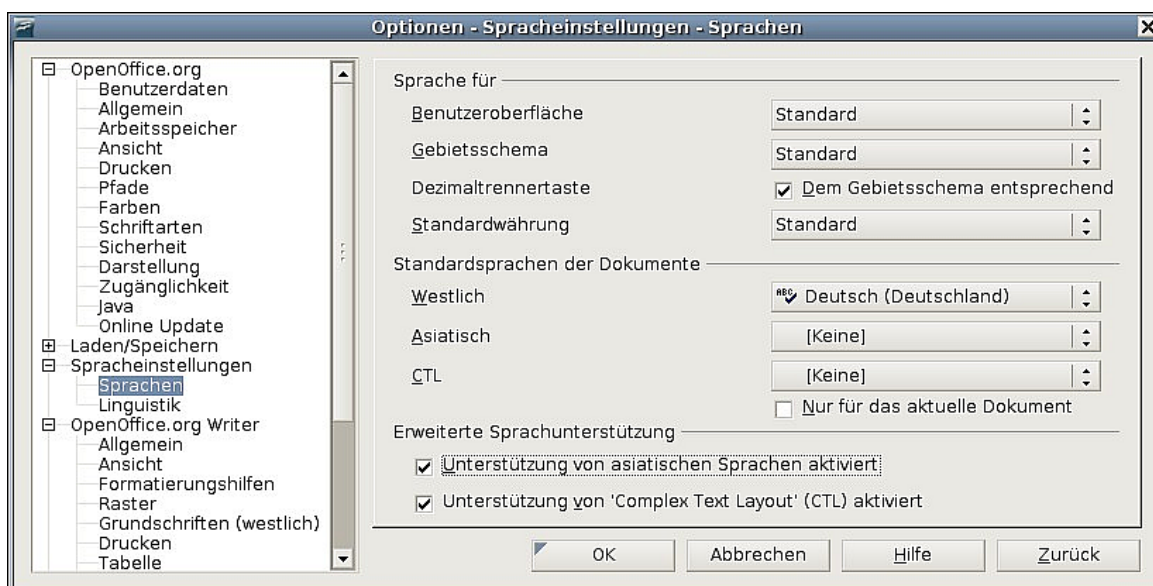 Optionen - Spracheinstellungen - Sprachen
OpenOffice.org
Benutzerdaten
Allgemein
Arbeitsspeicher
Ansicht
Drucken
Pfade
Farben
Schriftarten
Sicherheit
Darstellung
Zugänglichkeit
Java
Online Update
Laden/Speichern
Spracheinstellungen
Sprachen
Linguistik
OpenOffice.org Writer
Allgemein
Ansicht
Formatierungshilfen
Raster
Grundschriften (westlich)
Drucken
Tabelle
Sprache für
Benutzeroberfläche Standard
Gebietsschema Standard
Dezimaltrennertaste Dem Gebietsschema entsprechend
Standardwährung Standard
Standardsprachen der Dokumente
Westlich ABC Deutsch (Deutschland)
Asiatisch [Keine]
CTL [Keine]
Nur für das aktuelle Dokument
Erweiterte Sprachunterstützung
Unterstützung von asiatischen Sprachen aktiviert
Unterstützung von 'Complex Text Layout' (CTL) aktiviert
OK Abbrechen Hilfe Zurück